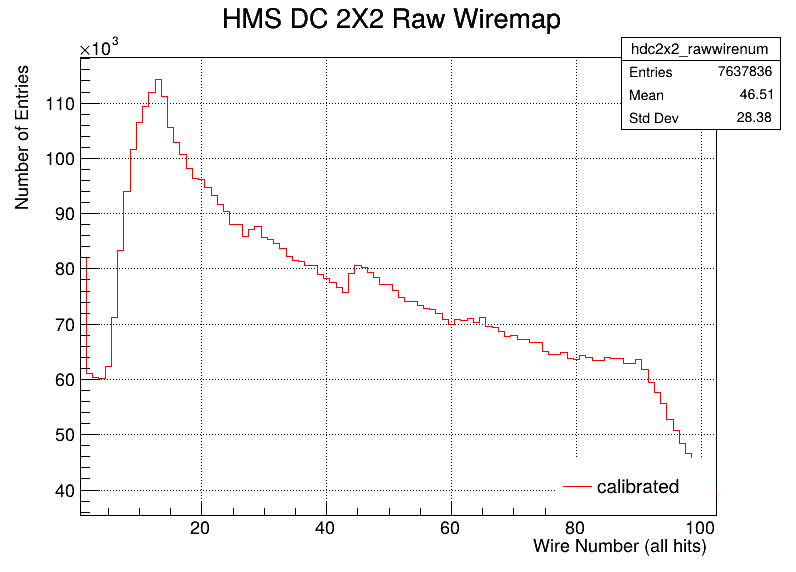 HMS DC 2X2 Raw Wiremap
×10³
hdc2x2_rawwirenum
Entries 7637836
Mean 46.51
Std Dev 28.38
Number of Entries
110
100
90
80
70
60
50
40
calibrated
20 40 60 80 100
Wire Number (all hits)